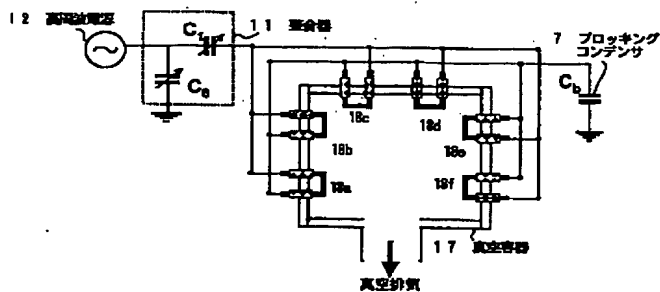 12 高周波電源
11 整合器
7 ブロッキング
コンデンサ
Cb
18c
18d
18b
18e
18a
18f
17 真空容器
真空排気